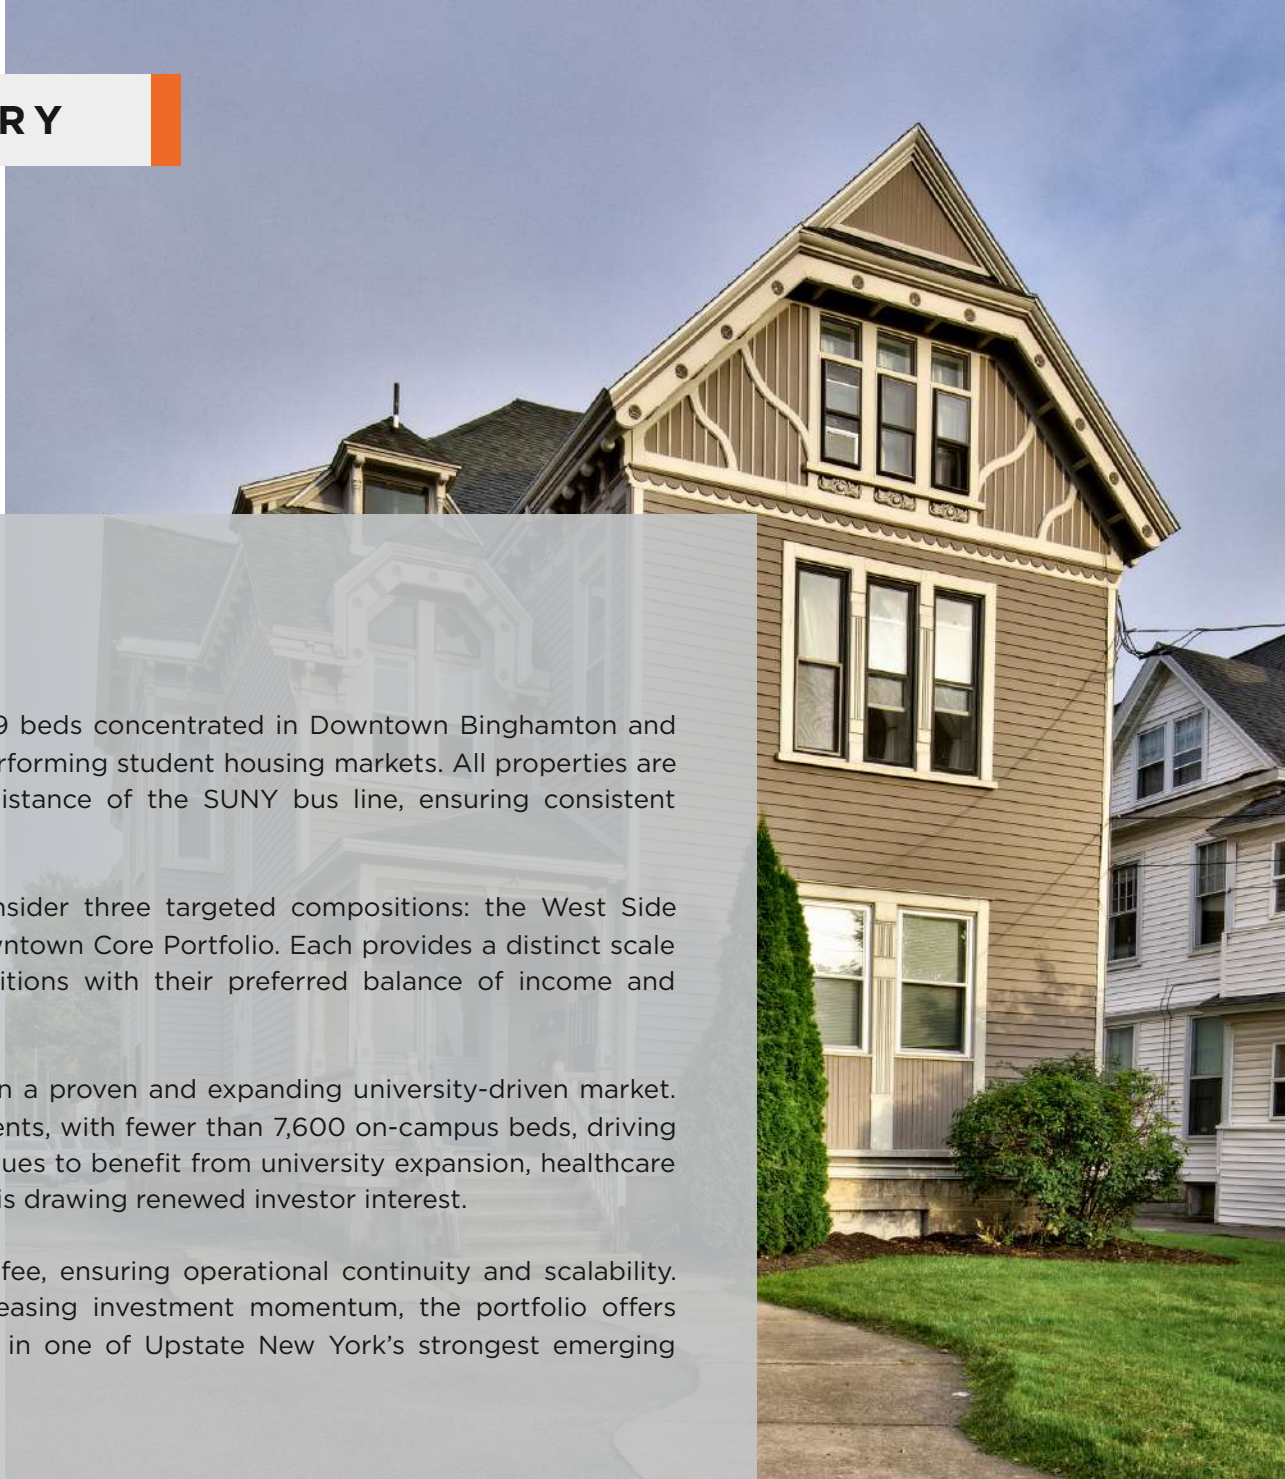 RY
9 beds concentrated in Downtown Binghamton and
rforming student housing markets. All properties are
istance of the SUNY bus line, ensuring consistent
nsider three targeted compositions: the West Side
wntown Core Portfolio. Each provides a distinct scale
itions with their preferred balance of income and
n a proven and expanding university-driven market.
ents, with fewer than 7,600 on-campus beds, driving
ues to benefit from university expansion, healthcare
is drawing renewed investor interest.
fee, ensuring operational continuity and scalability.
easing investment momentum, the portfolio offers
in one of Upstate New York’s strongest emerging